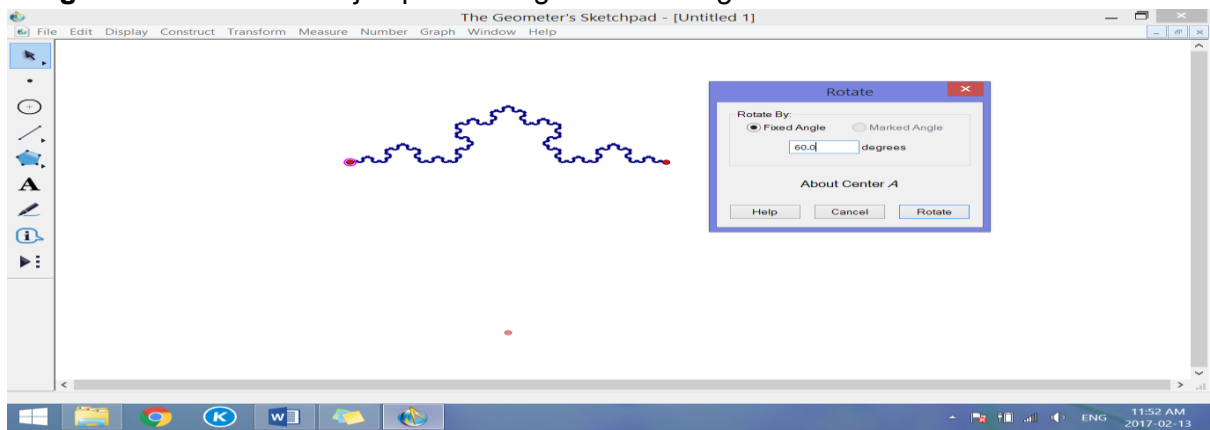 The Geometer's Sketchpad - [Untitled 1]
File Edit Display Construct Transform Measure Number Graph Window Help
Rotate
Rotate By:
Fixed Angle Marked Angle
60.0 degrees
About Center A
Help Cancel Rotate
A
ENG 11:52 AM
2017-02-13